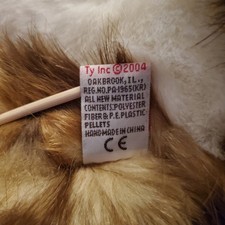 Ty Inc ©2004
OAKBROOK,IL.,
REG.NO.PA1965(KR)
ALL NEW MATERIAL
CONTENTS:POLYESTER
FIBER & P.E.PLASTIC
PELLETS
HANDMADE IN CHINA
CE